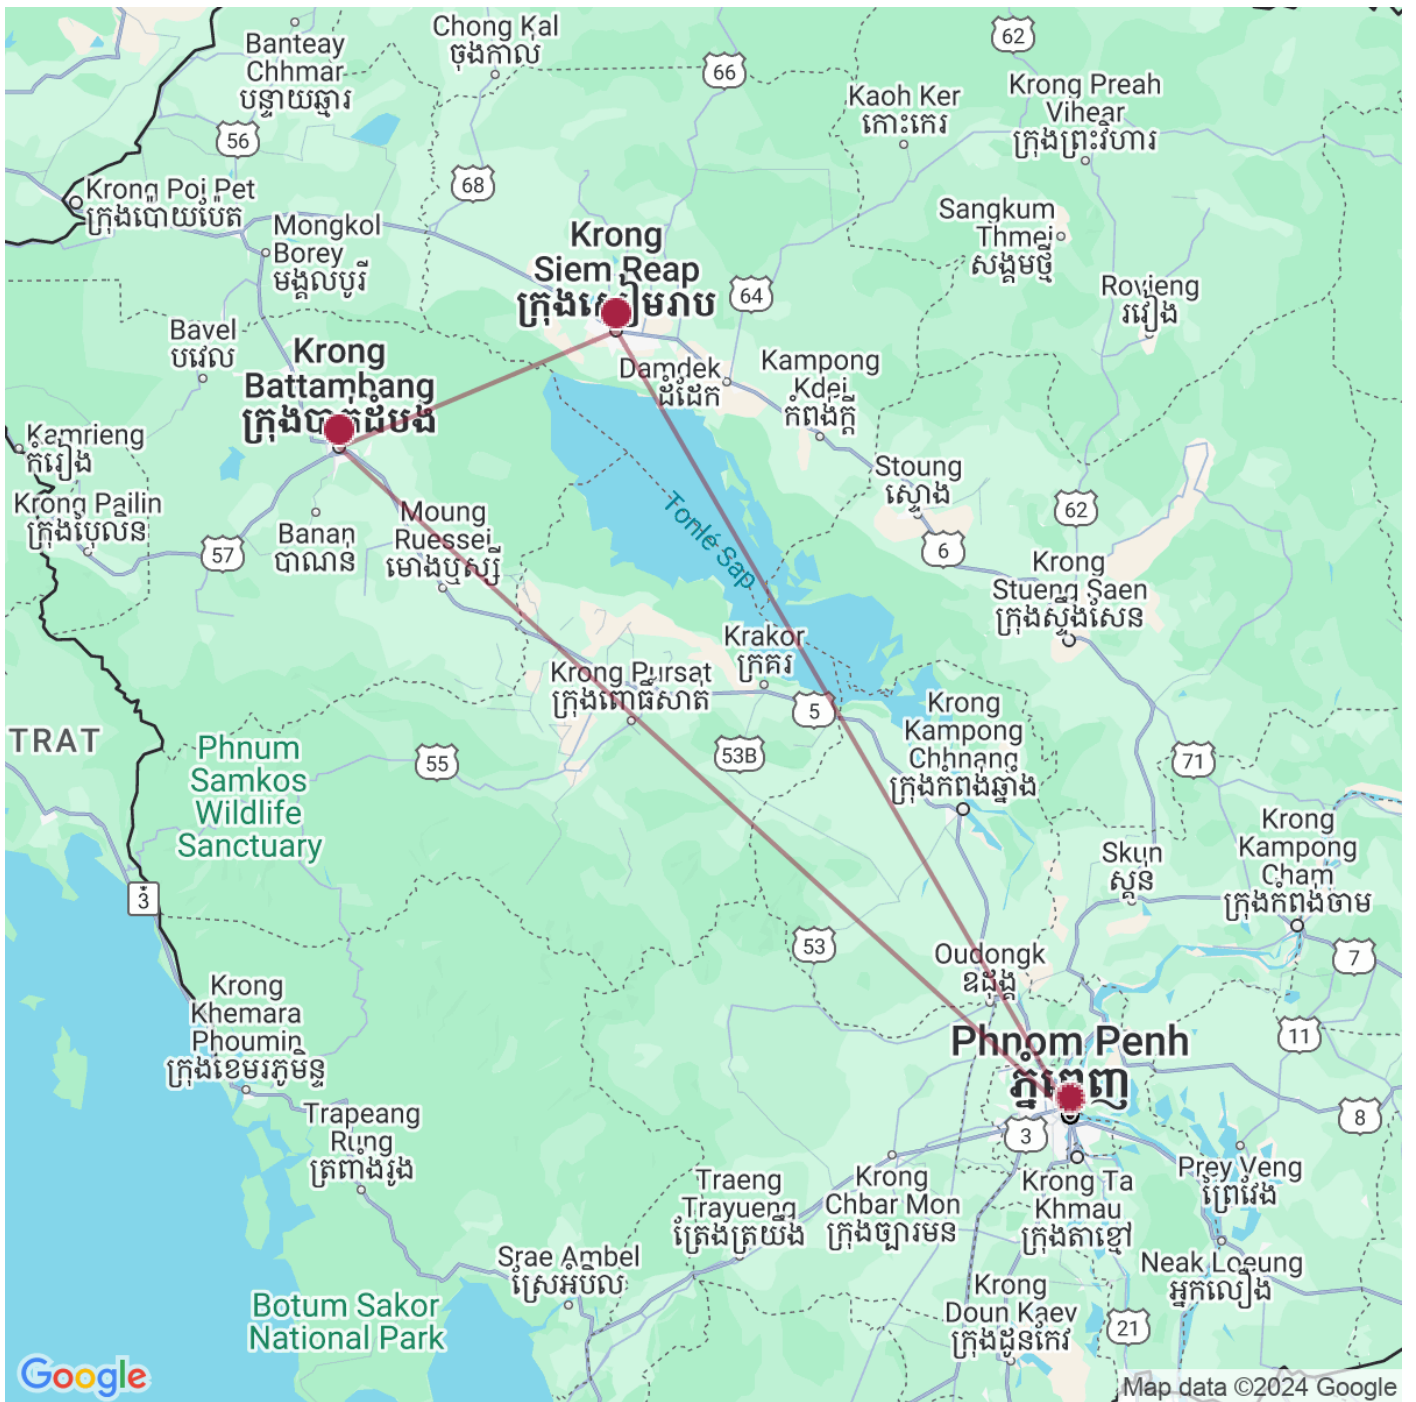 Chong Kal
ចុងកាល់
Banteay
Chhmar
បន្ទាយឆ្មារ
62
66
Kaoh Ker
កោះកេរ
Krong Preah
Vihear
ក្រុងព្រះវិហារ
56
68
Krong Poi Pet
ក្រុងប៉ោយប៉ែត
Mongkol
Borey
មង្គលបូរី
Krong
Siem Reap
64
Sangkum
Thmei
សង្គមថ្មី
Rovieng
រវៀង
Bavel
បវេល
Krong
Battambang
Damdek
ដំដែក
Kampong
Kdei
កំពង់ក្តី
Kamrieng
កំរៀង
Stoung
ស្ទោង
Krong Pailin
ក្រុងប៉ៃលិន
Banan
បាណន់
Moung
Ruessei
មោងឫស្សី
Tonlé Sap
62
57
6
Krong
Stueng Saen
ក្រុងស្ទឹងសែន
Krakor
ក្រគរ
Krong Pursat
ក្រុងពោធិ៍សាត់
5
Krong
Kampong
Chhnang
ក្រុងកំពង់ឆ្នាំង
TRAT
Phnum
Samkos
Wildlife
Sanctuary
55
53B
71
Krong
Kampong
Cham
ក្រុងកំពង់ចាម
Skun
ស្គន់
3
53
Oudongk
ឧដុង្គ
7
Krong
Khemara
Phoumin
ក្រុងខេមរភូមិន្ទ
Phnom Penh
ភ្នំពេញ
11
8
Trapeang
Rung
ត្រពាំងរូង
3
Traeng
Trayueng
ត្រែងត្រយឹង
Krong
Chbar Mon
ក្រុងច្បារមន
Krong Ta
Khmau
ក្រុងតាខ្មៅ
Prey Veng
ព្រៃវែង
Srae Ambel
ស្រែអំបិល
Neak Loeung
អ្នកលឿង
Botum Sakor
National Park
Krong
Doun Kaev
ក្រុងដូនកែវ
21
Google
Map data ©2024 Google